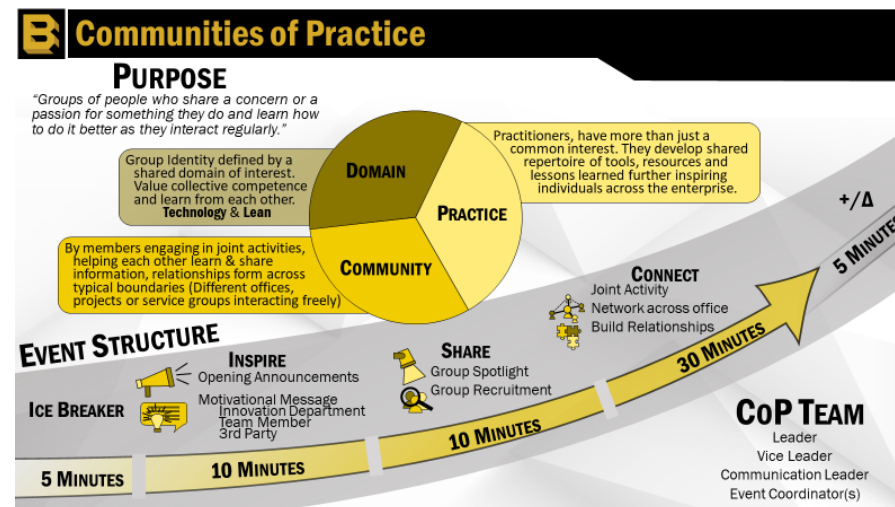 B Communities of Practice
PURPOSE
“Groups of people who share a concern or a
passion for something they do and learn how
to do it better as they interact regularly.”
Group Identity defined by a
shared domain of interest.
Value collective competence
and learn from each other.
Technology & Lean
DOMAIN
Practitioners, have more than just a
common interest. They develop shared
repertoire of tools, resources and
lessons learned further inspiring
individuals across the enterprise.
PRACTICE
By members engaging in joint activities,
helping each other learn & share
information, relationships form across
typical boundaries (Different offices,
projects or service groups interacting freely)
COMMUNITY
EVENT STRUCTURE
ICE BREAKER
5 MINUTES
INSPIRE
Opening Announcements
Motivational Message
Innovation Department
Team Member
3rd Party
10 MINUTES
SHARE
Group Spotlight
Group Recruitment
10 MINUTES
CONNECT
Joint Activity
Network across office
Build Relationships
30 MINUTES
+/Δ
5 MINUTES
COP TEAM
Leader
Vice Leader
Communication Leader
Event Coordinator(s)